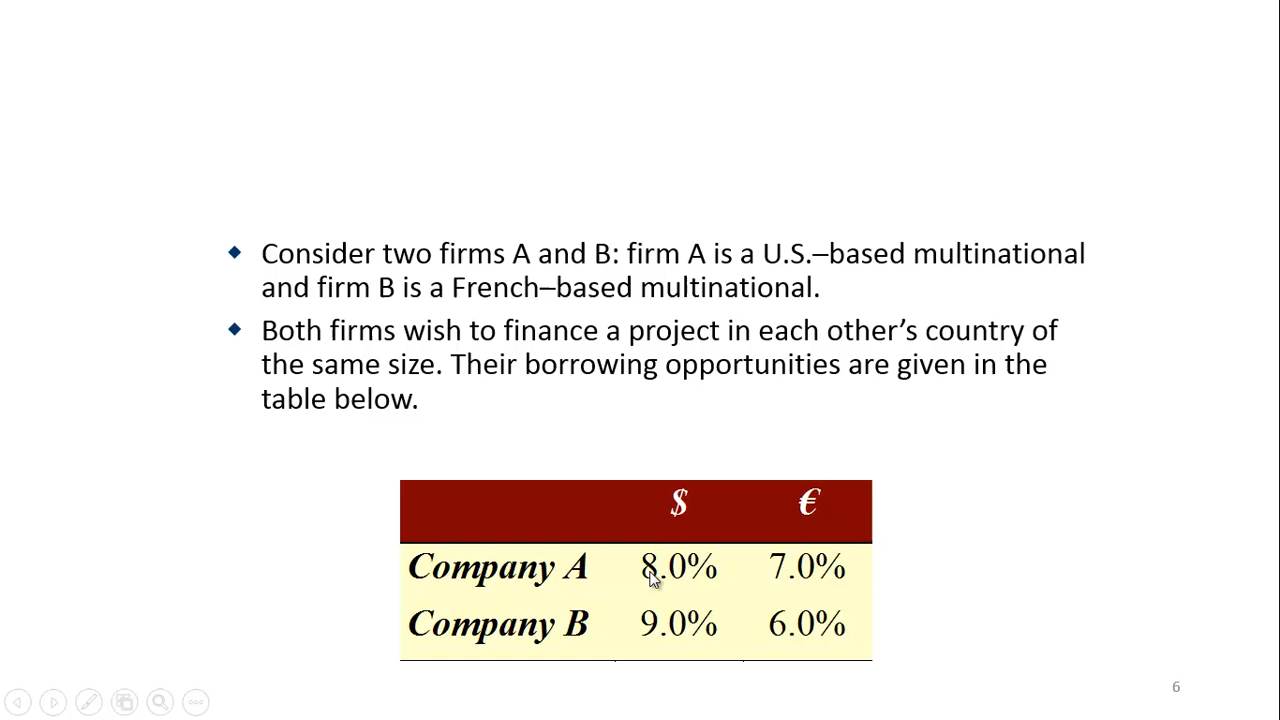 ◆ Consider two firms A and B: firm A is a U.S.–based multinational
and firm B is a French–based multinational.
◆ Both firms wish to finance a project in each other’s country of
the same size. Their borrowing opportunities are given in the
table below.
$ €
Company A 8.0% 7.0%
Company B 9.0% 6.0%
6